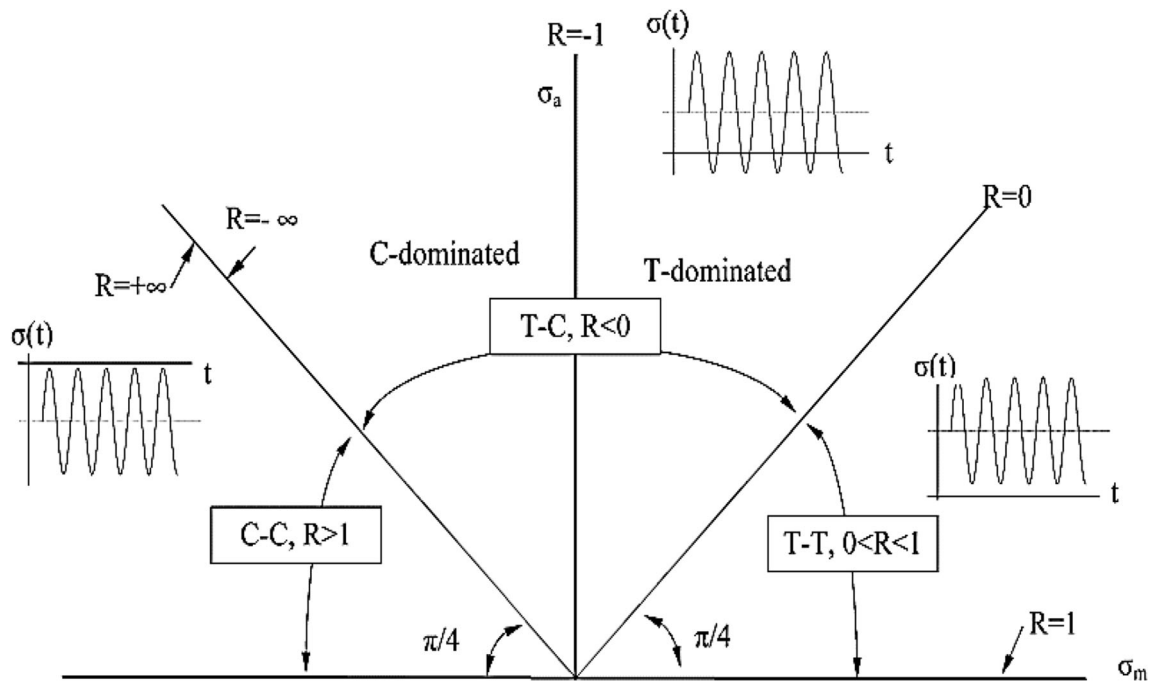 R=-1
σ(t)
σₐ
t
R=0
R=- ∞
C-dominated
T-dominated
R=+∞
T-C, R<0
σ(t)
t
σ(t)
t
C-C, R>1
T-T, 0<R<1
π/4
π/4
R=1
σₘ